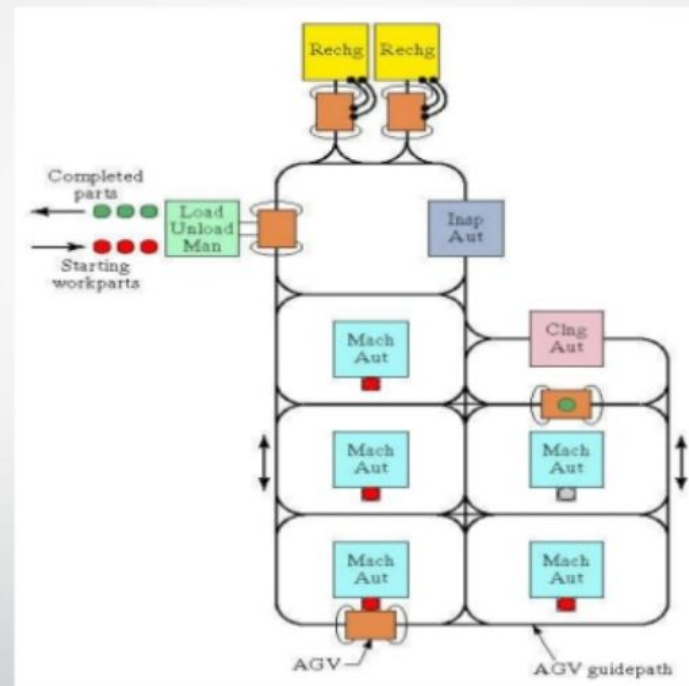 Rechg Rechg
Completed
parts
Load
Unload
Man
Insp
Aut
Starting
workparts
Clng
Aut
Mach
Aut
Mach
Aut
Mach
Aut
Mach
Aut
Mach
Aut
AGV
AGV guidepath